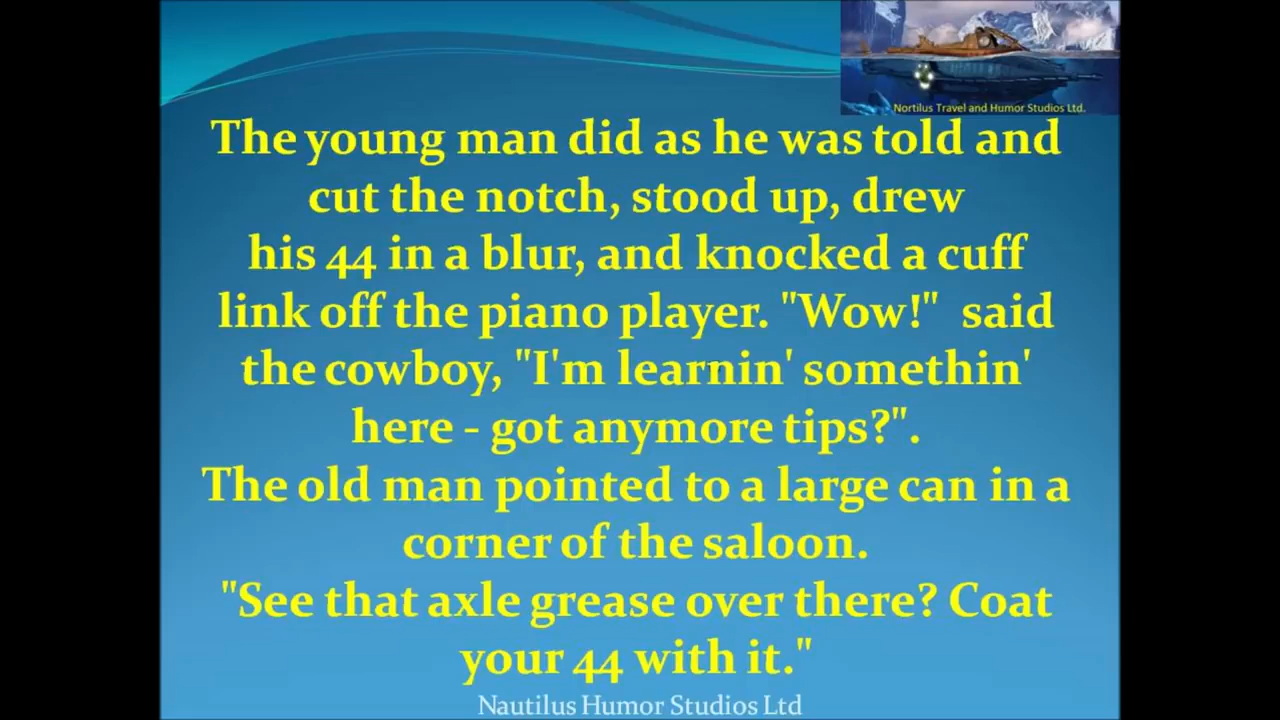 Nortilus Travel and Humor Studios Ltd.
The young man did as he was told and
cut the notch, stood up, drew
his 44 in a blur, and knocked a cuff
link off the piano player. "Wow!"  said
the cowboy, "I'm learnin' somethin'
here - got anymore tips?".
The old man pointed to a large can in a
corner of the saloon.
"See that axle grease over there? Coat
your 44 with it."
Nautilus Humor Studios Ltd